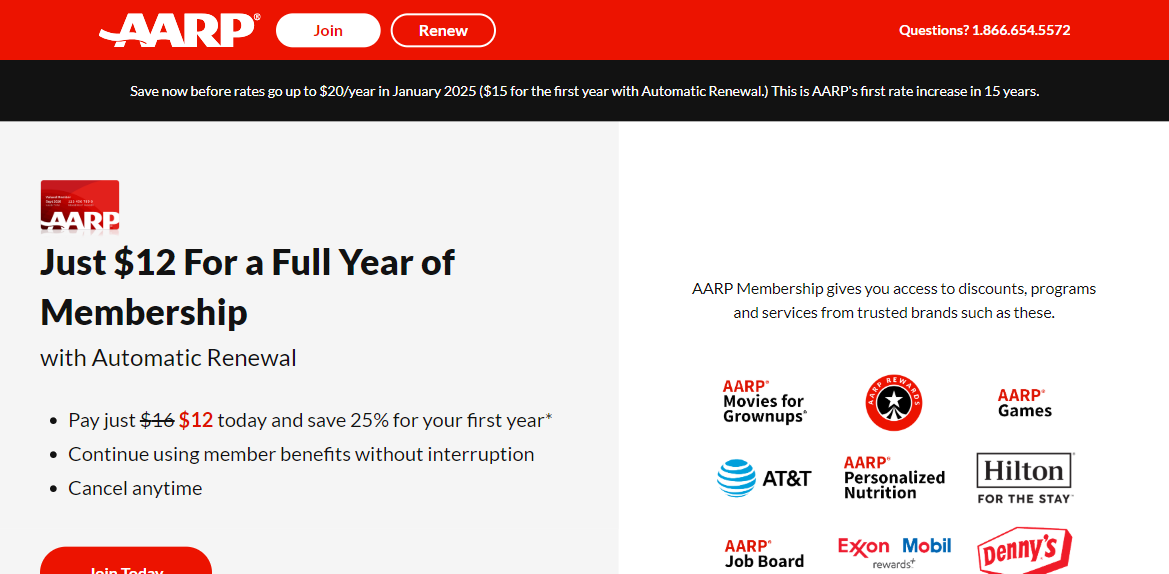 AARP®
Join
Renew
Questions? 1.866.654.5572
Save now before rates go up to $20/year in January 2025 ($15 for the first year with Automatic Renewal.) This is AARP's first rate increase in 15 years.
AARP
Just $12 For a Full Year of
Membership
with Automatic Renewal
Pay just $16 $12 today and save 25% for your first year*
Continue using member benefits without interruption
Cancel anytime
Join Today
AARP Membership gives you access to discounts, programs
and services from trusted brands such as these.
AARP®
Movies for
Grownups®
AARP REWARDS
AARP®
Games
AT&T
AARP®
Personalized
Nutrition
Hilton
FOR THE STAY
AARP®
Job Board
Exxon Mobil
rewards+
Denny's